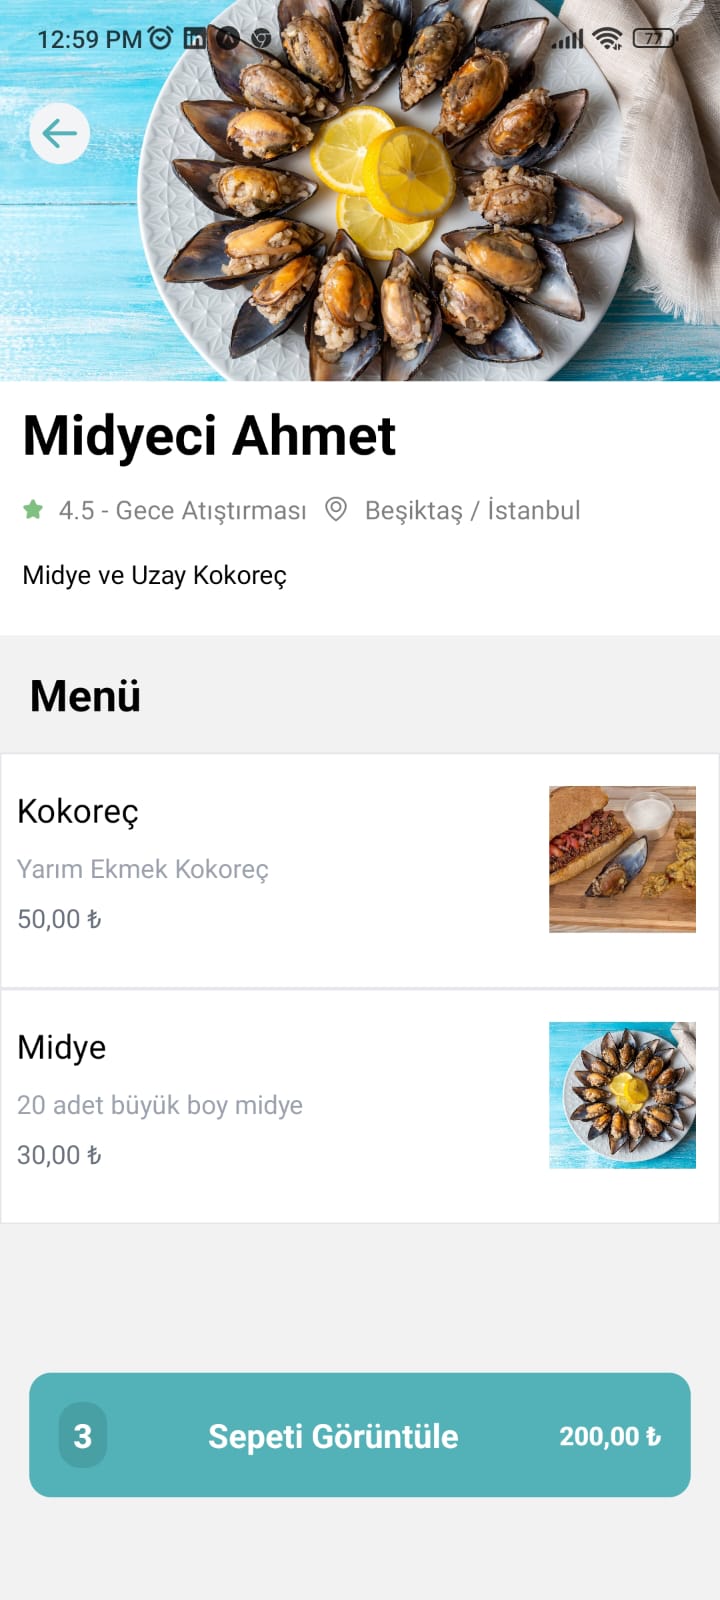 12:59 PM
77
Midyeci Ahmet
4.5 - Gece Atıştırması Beşiktaş / İstanbul
Midye ve Uzay Kokoreç
Menü
Kokoreç
Yarım Ekmek Kokoreç
50,00 ₺
Midye
20 adet büyük boy midye
30,00 ₺
3 Sepeti Görüntüle 200,00 ₺